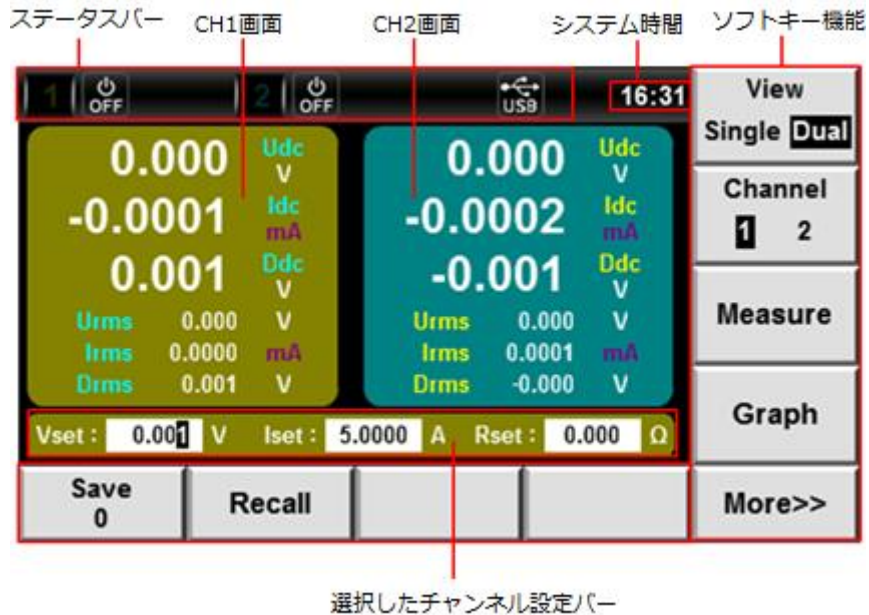 ステータスバー CH1画面 CH2画面 システム時間 ソフトキー機能
1 OFF 2 OFF USB 16:31
View
Single Dual
Channel
1 2
Measure
Graph
More>>
0.000 Udc V
-0.0001 Idc mA
0.001 Ddc V
Urms 0.000 V
Irms 0.0000 mA
Drms 0.001 V
0.000 Udc V
-0.0002 Idc mA
-0.001 Ddc V
Urms 0.000 V
Irms 0.0001 mA
Drms -0.000 V
Vset : 0.001 V Iset : 5.0000 A Rset : 0.000 Ω
Save
0
Recall
選択したチャンネル設定バー